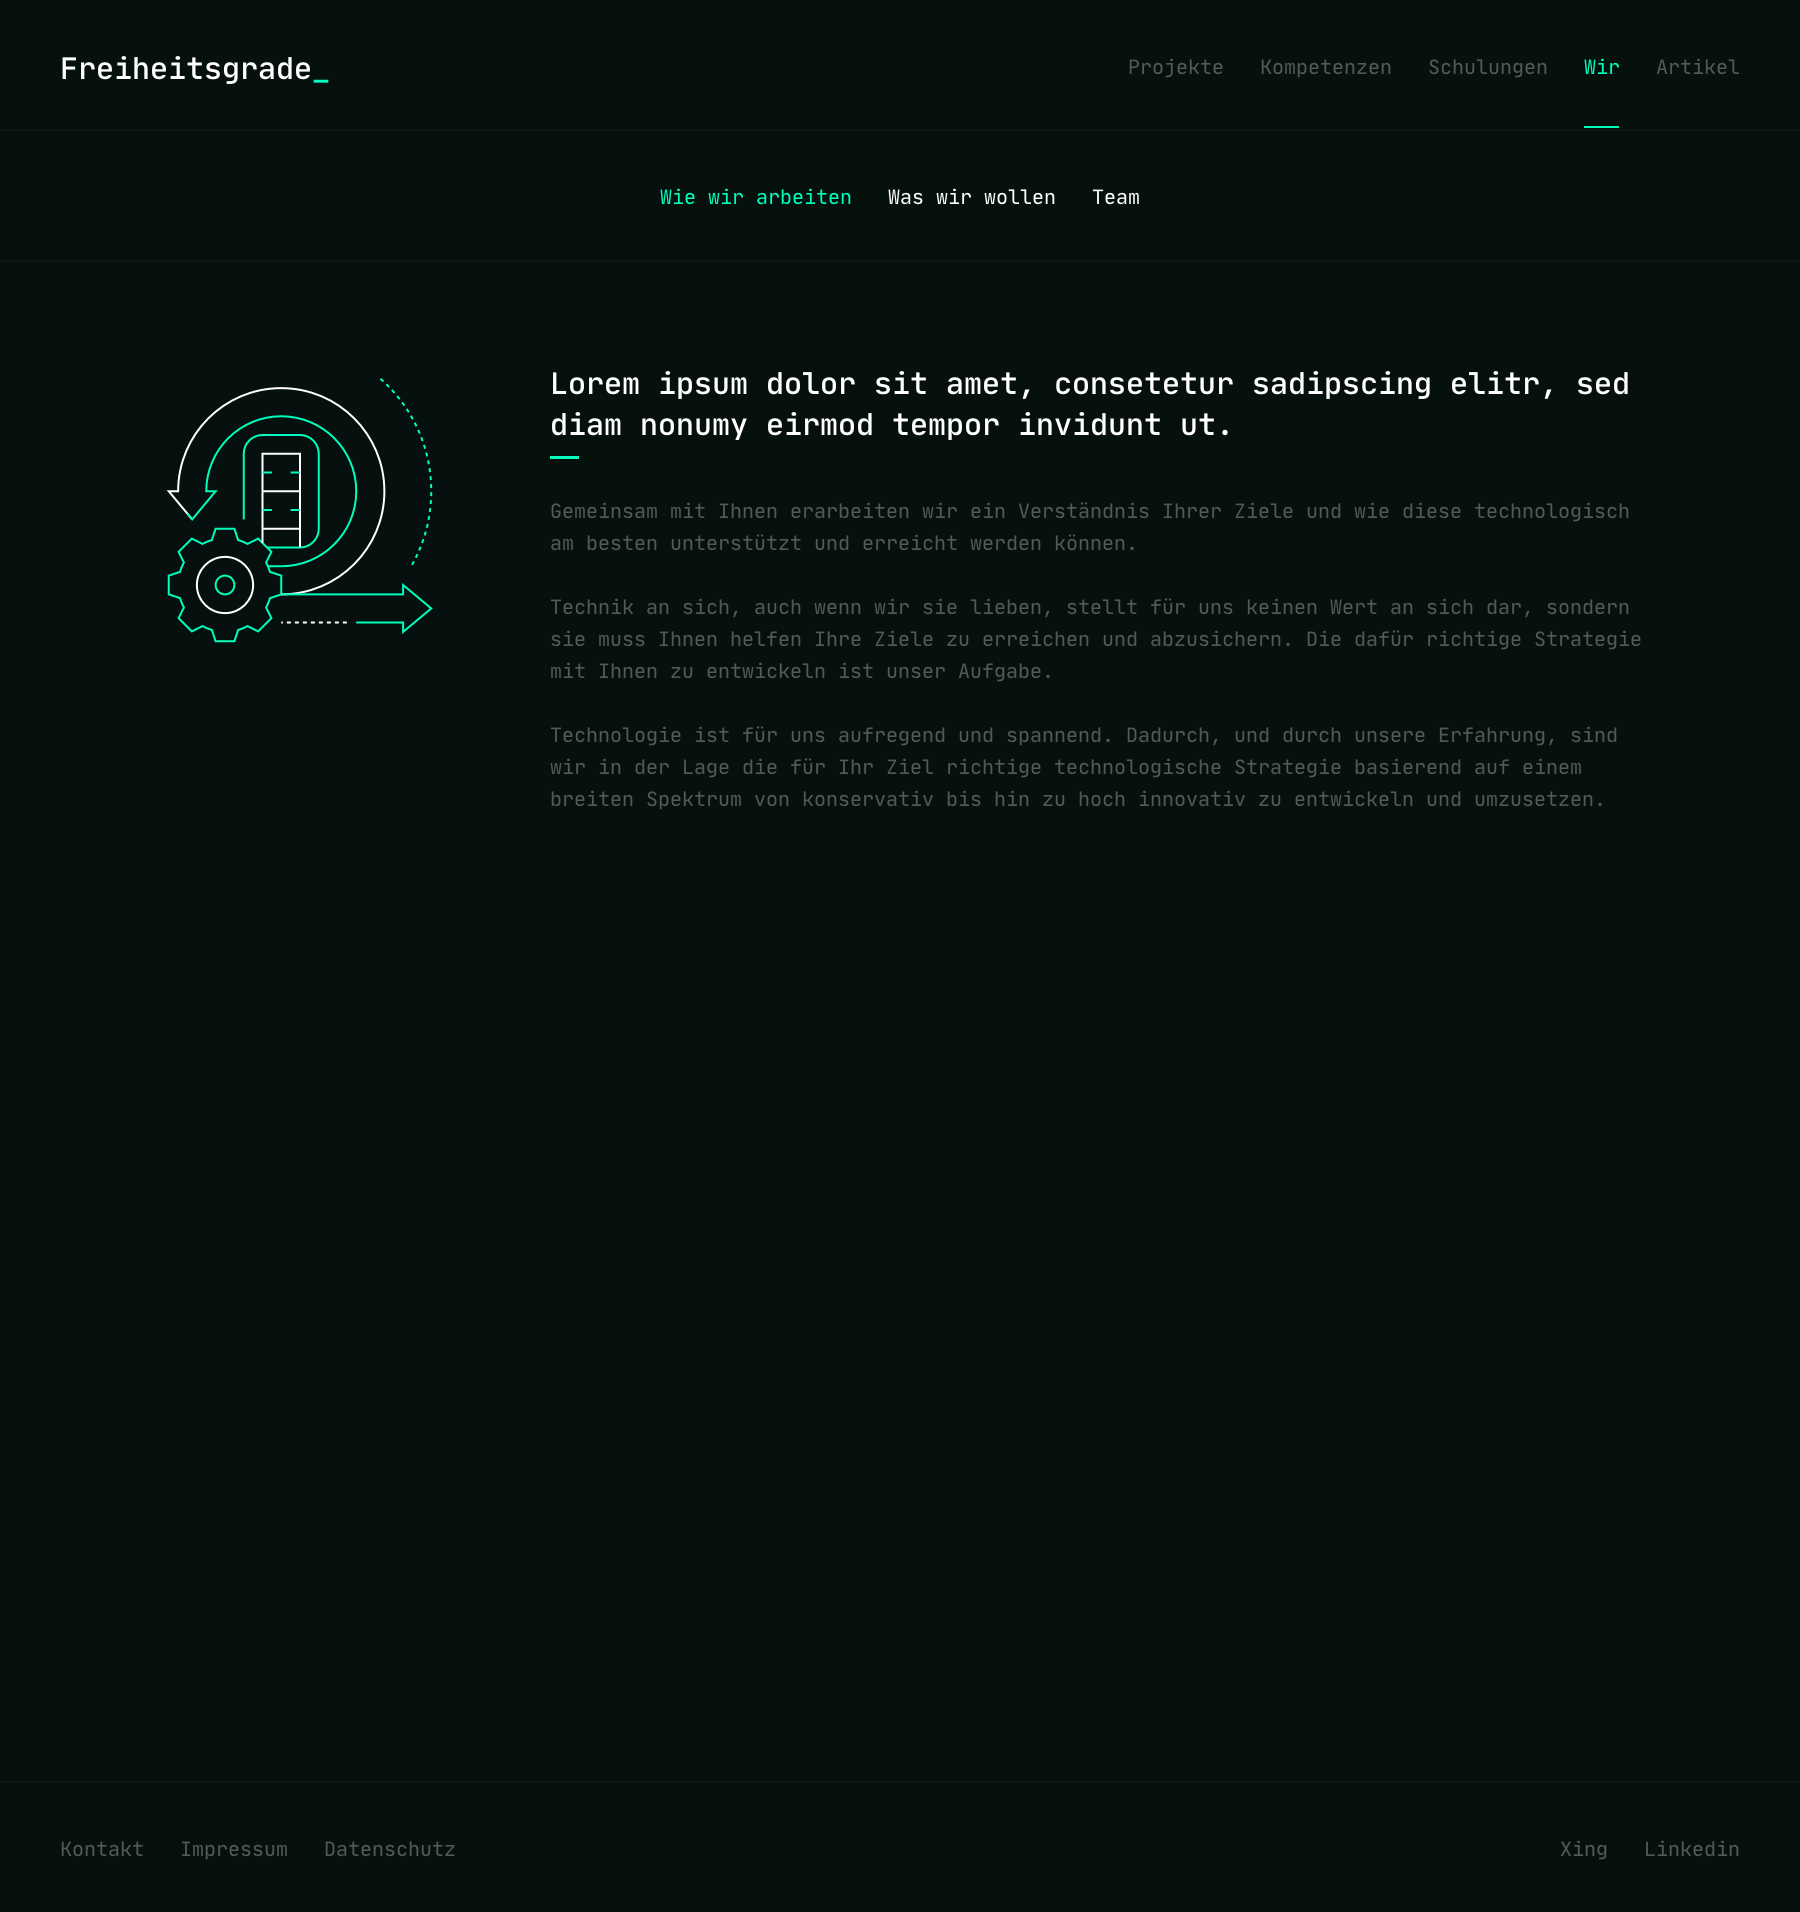 Freiheitsgrade_
Projekte Kompetenzen Schulungen Wir Artikel
Wie wir arbeiten Was wir wollen Team
Lorem ipsum dolor sit amet, consetetur sadipscing elitr, sed
diam nonumy eirmod tempor invidunt ut.
Gemeinsam mit Ihnen erarbeiten wir ein Verständnis Ihrer Ziele und wie diese technologisch
am besten unterstützt und erreicht werden können.
Technik an sich, auch wenn wir sie lieben, stellt für uns keinen Wert an sich dar, sondern
sie muss Ihnen helfen Ihre Ziele zu erreichen und abzusichern. Die dafür richtige Strategie
mit Ihnen zu entwickeln ist unser Aufgabe.
Technologie ist für uns aufregend und spannend. Dadurch, und durch unsere Erfahrung, sind
wir in der Lage die für Ihr Ziel richtige technologische Strategie basierend auf einem
breiten Spektrum von konservativ bis hin zu hoch innovativ zu entwickeln und umzusetzen.
Kontakt Impressum Datenschutz
Xing Linkedin